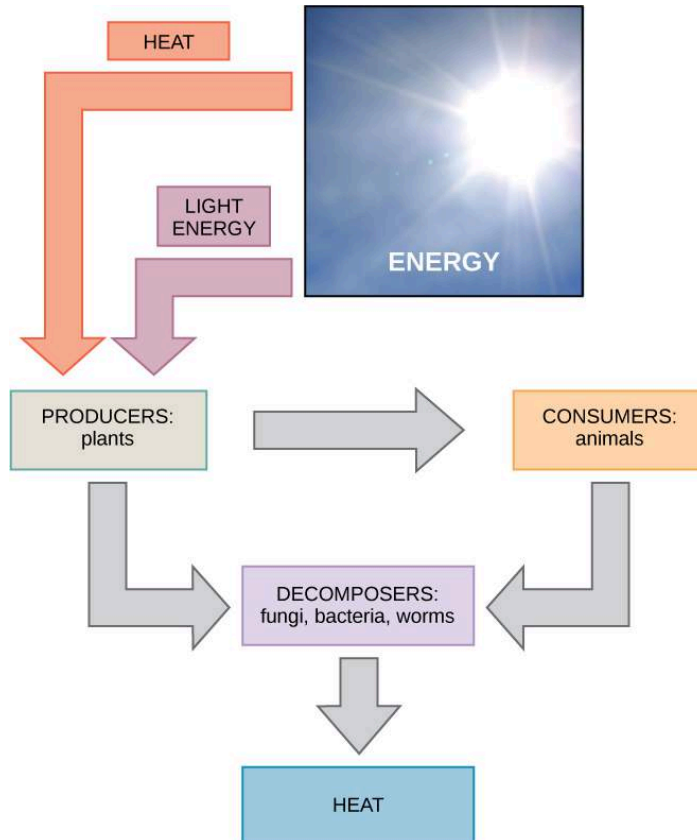 HEAT
LIGHT
ENERGY
ENERGY
PRODUCERS:
plants
CONSUMERS:
animals
DECOMPOSERS:
fungi, bacteria, worms
HEAT